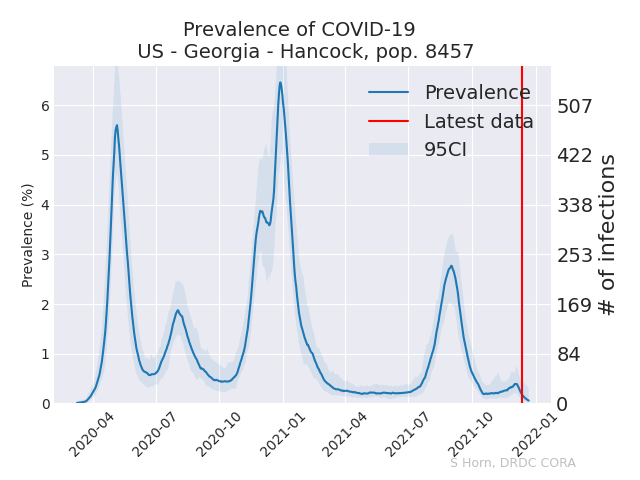 Prevalence of COVID-19
US - Georgia - Hancock, pop. 8457
Prevalence
Latest data
95CI
Prevalence (%)
6
5
4
3
2
1
0
507
422
338
253
169
84
0
# of infections
2020-04
2020-07
2020-10
2021-01
2021-04
2021-07
2021-10
2022-01
S Horn, DRDC CORA